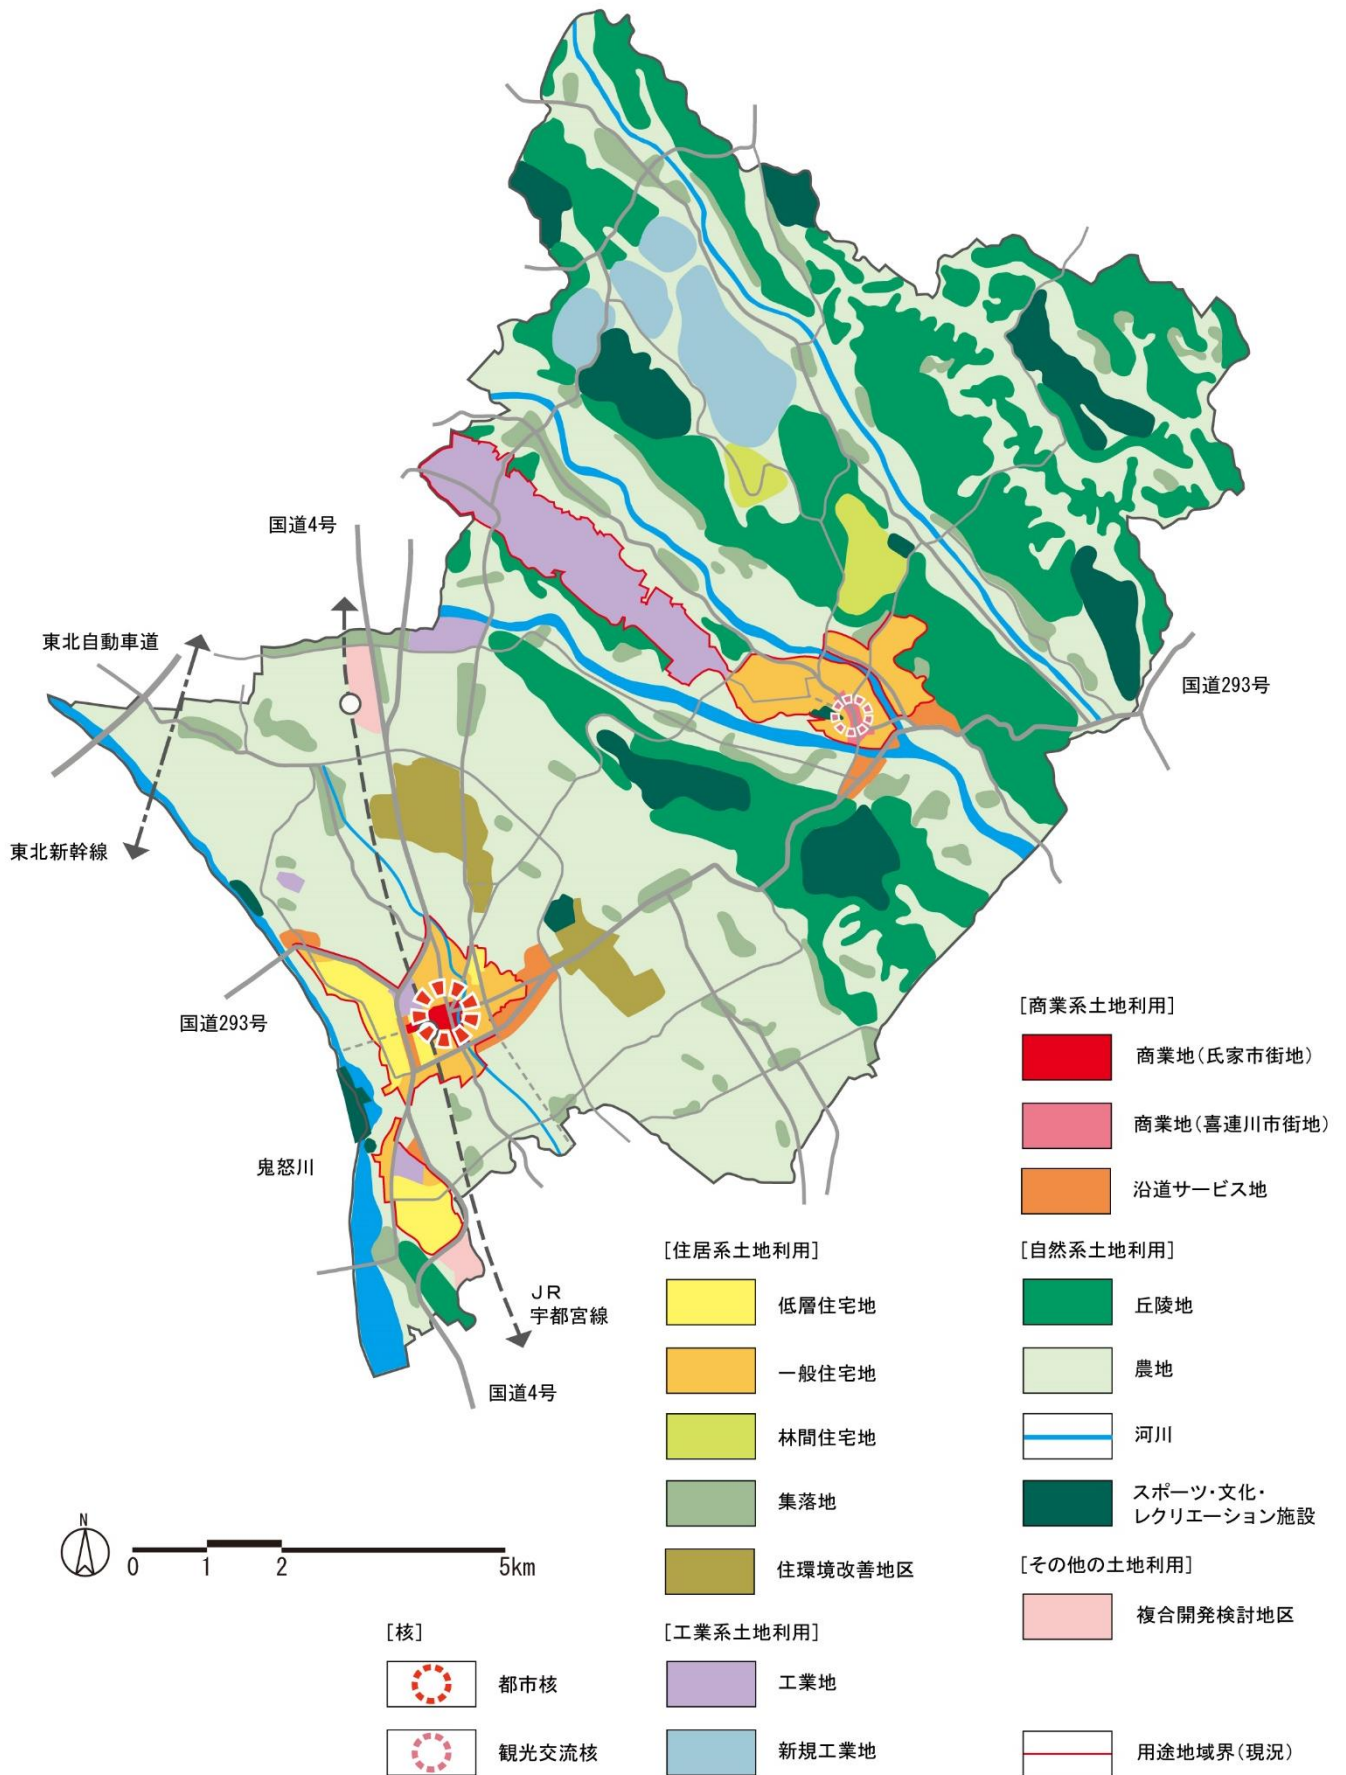 国道4号
東北自動車道
国道293号
東北新幹線
国道293号
鬼怒川
JR
宇都宮線
国道4号
[商業系土地利用]
商業地(氏家市街地)
商業地(喜連川市街地)
沿道サービス地
[住居系土地利用]
低層住宅地
一般住宅地
林間住宅地
集落地
住環境改善地区
[自然系土地利用]
丘陵地
農地
河川
スポーツ・文化・
レクリエーション施設
[その他の土地利用]
複合開発検討地区
N
0 1 2 5km
[核]
都市核
観光交流核
[工業系土地利用]
工業地
新規工業地
用途地域界(現況)